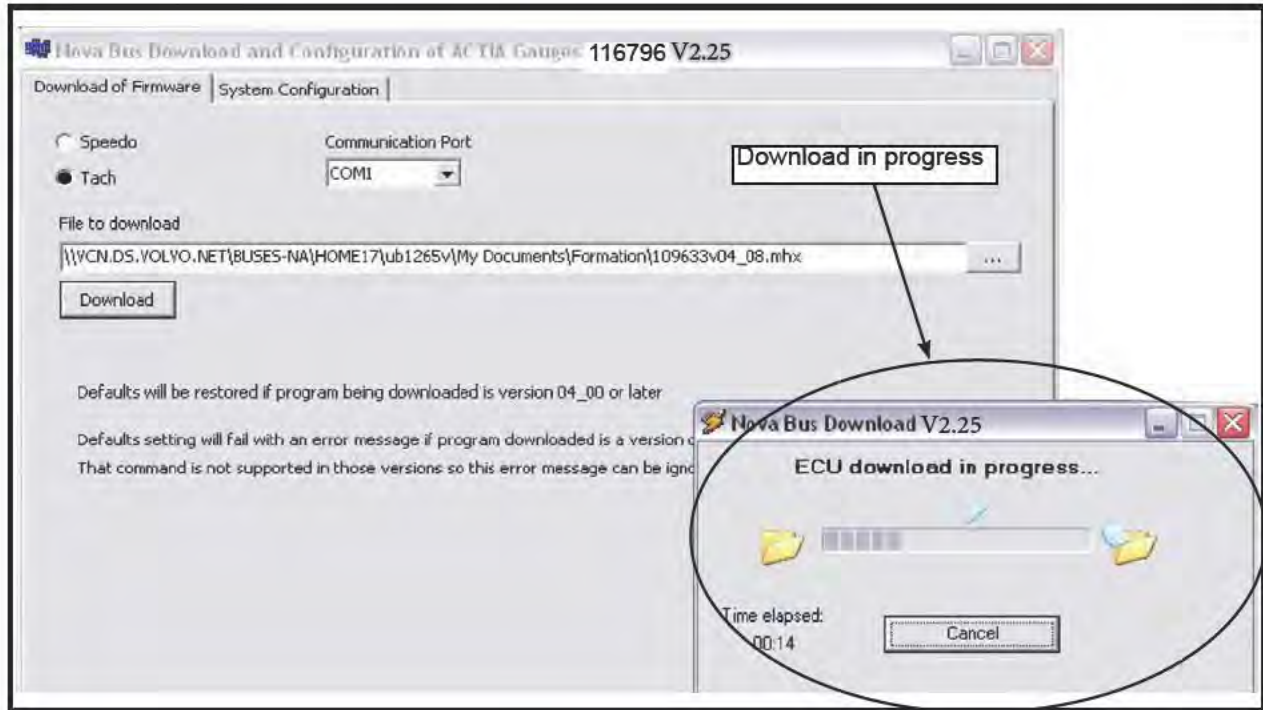 Nova Bus Download and Configuration of ACTIA Gauges 116796 V2.25
Download of Firmware System Configuration
Speedo
Tach
Communication Port
COM1
Download in progress
File to download
\\VCN.DS.VOLVO.NET\BUSES-NA\HOME17\ub1265v\My Documents\Formation\109633v04_08.mhx
...
Download
Defaults will be restored if program being downloaded is version 04_00 or later
Defaults setting will fail with an error message if program downloaded is a version
That command is not supported in those versions so this error message can be
Nova Bus Download V2.25
ECU download in progress...
Time elapsed:
00:14
Cancel